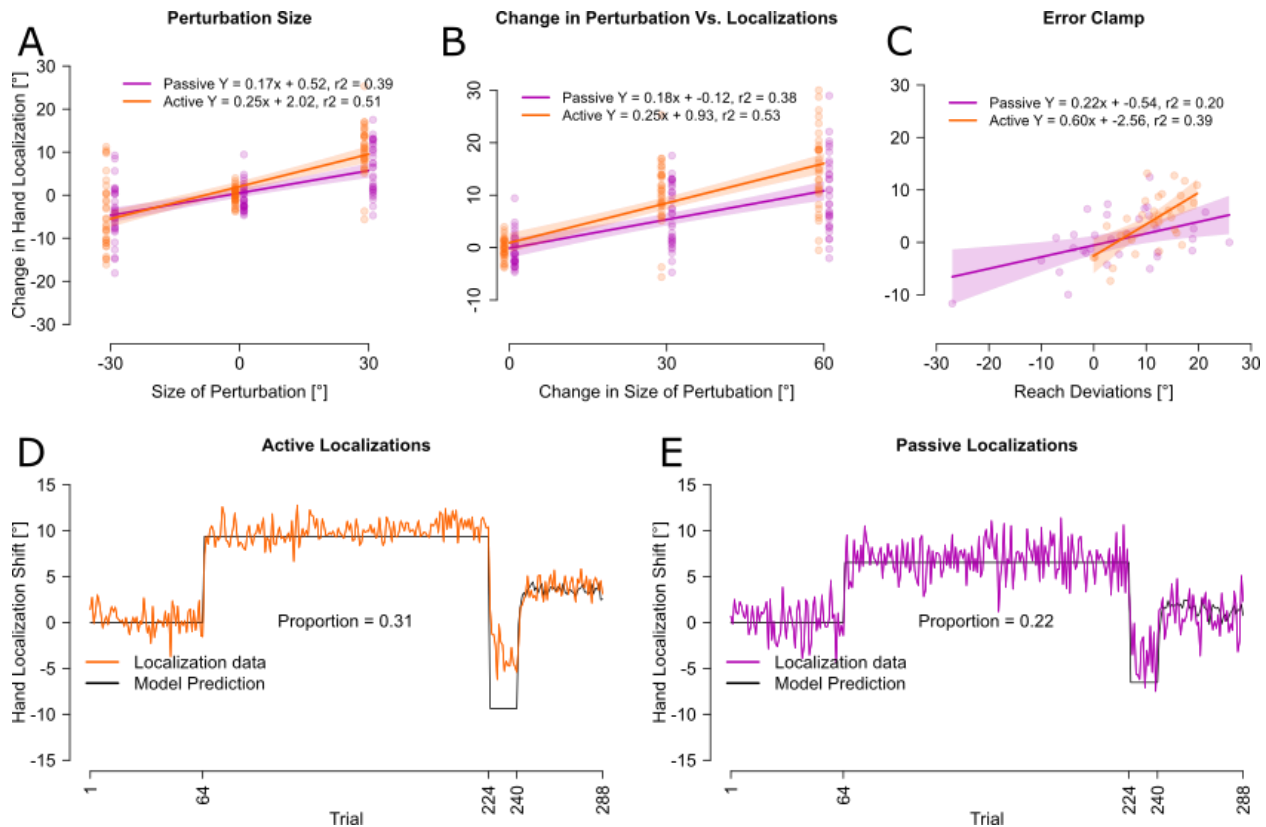 A
Perturbation Size
Change in Hand Localization [°]
30
20
10
0
-10
-20
-30
Passive Y = 0.17x + 0.52, r2 = 0.39
Active Y = 0.25x + 2.02, r2 = 0.51
-30
0
30
Size of Perturbation [°]
B
Change in Perturbation Vs. Localizations
30
20
10
0
-10
Passive Y = 0.18x + -0.12, r2 = 0.38
Active Y = 0.25x + 0.93, r2 = 0.53
0
30
60
Change in Size of Pertubation [°]
C
Error Clamp
30
20
10
0
-10
Passive Y = 0.22x + -0.54, r2 = 0.20
Active Y = 0.60x + -2.56, r2 = 0.39
-30
-20
-10
0
10
20
30
Reach Deviations [°]
D
Active Localizations
Hand Localization Shift [°]
15
10
5
0
-5
-10
-15
Proportion = 0.31
Localization data
Model Prediction
1
64
224
240
288
Trial
E
Passive Localizations
Hand Localization Shift [°]
15
10
5
0
-5
-10
-15
Proportion = 0.22
Localization data
Model Prediction
1
64
224
240
288
Trial